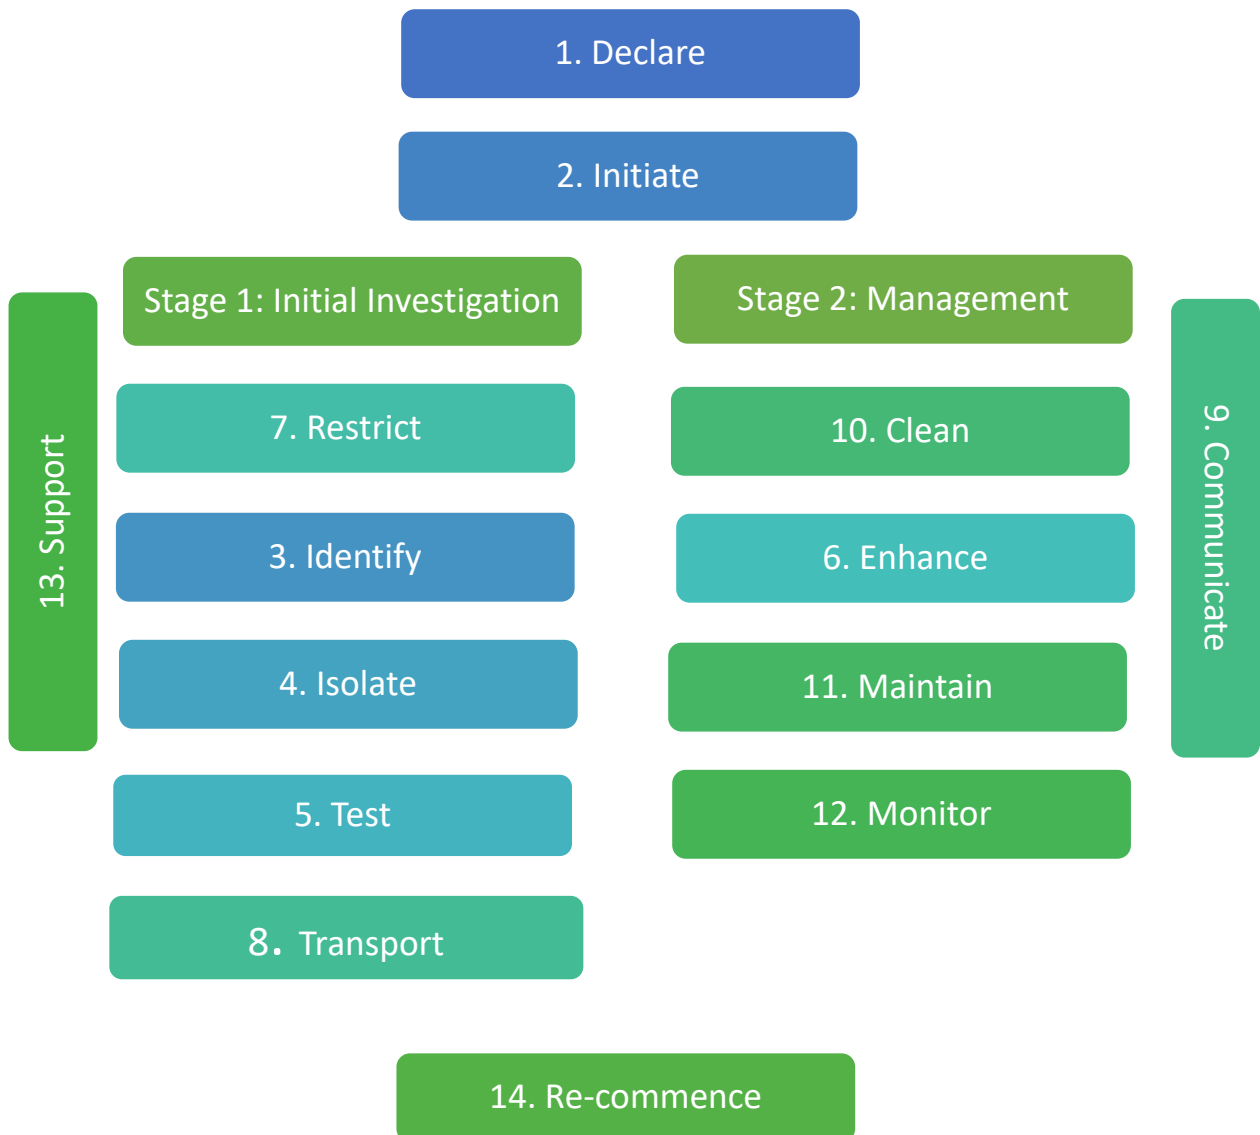 1. Declare
2. Initiate
Stage 1: Initial Investigation
Stage 2: Management
13. Support
7. Restrict
10. Clean
9. Communicate
3. Identify
6. Enhance
4. Isolate
11. Maintain
5. Test
12. Monitor
8. Transport
14. Re-commence